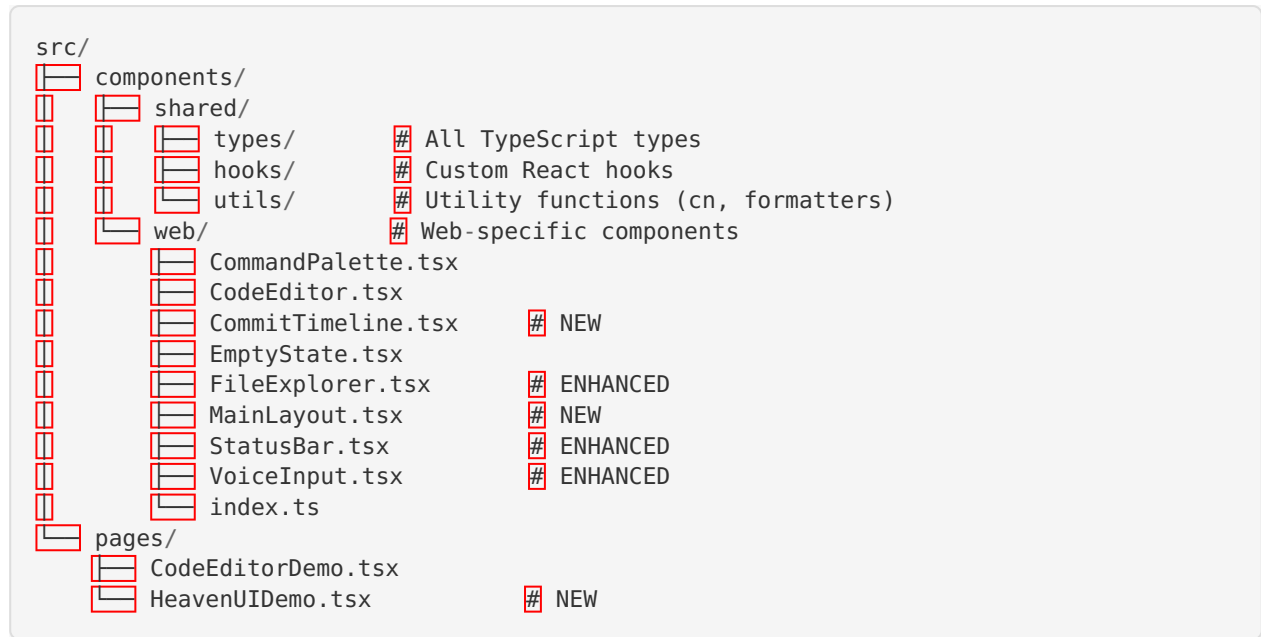 src/
├── components/
│   ├── shared/
│   │   ├── types/        # All TypeScript types
│   │   ├── hooks/        # Custom React hooks
│   │   └── utils/        # Utility functions (cn, formatters)
│   └── web/              # Web-specific components
│       ├── CommandPalette.tsx
│       ├── CodeEditor.tsx
│       ├── CommitTimeline.tsx      # NEW
│       ├── EmptyState.tsx
│       ├── FileExplorer.tsx        # ENHANCED
│       ├── MainLayout.tsx          # NEW
│       ├── StatusBar.tsx           # ENHANCED
│       ├── VoiceInput.tsx          # ENHANCED
│       └── index.ts
└── pages/
    ├── CodeEditorDemo.tsx
    └── HeavenUIDemo.tsx            # NEW